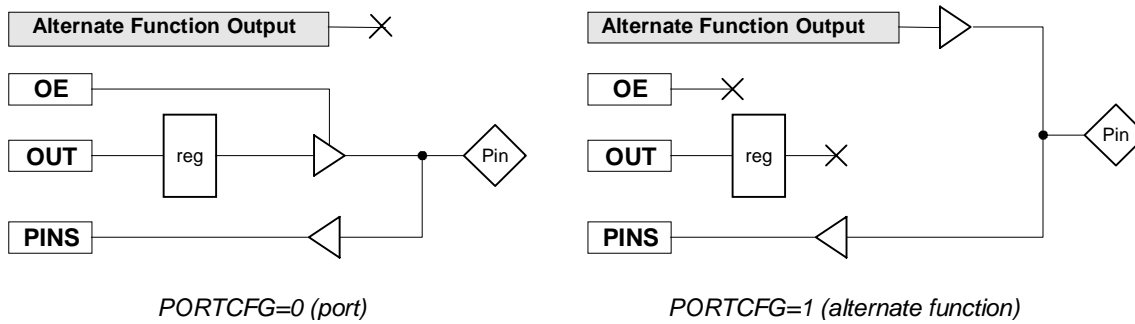 Alternate Function Output
OE
OUT
reg
Pin
PINS
PORTCFG=0 (port)
Alternate Function Output
OE
OUT
reg
Pin
PINS
PORTCFG=1 (alternate function)